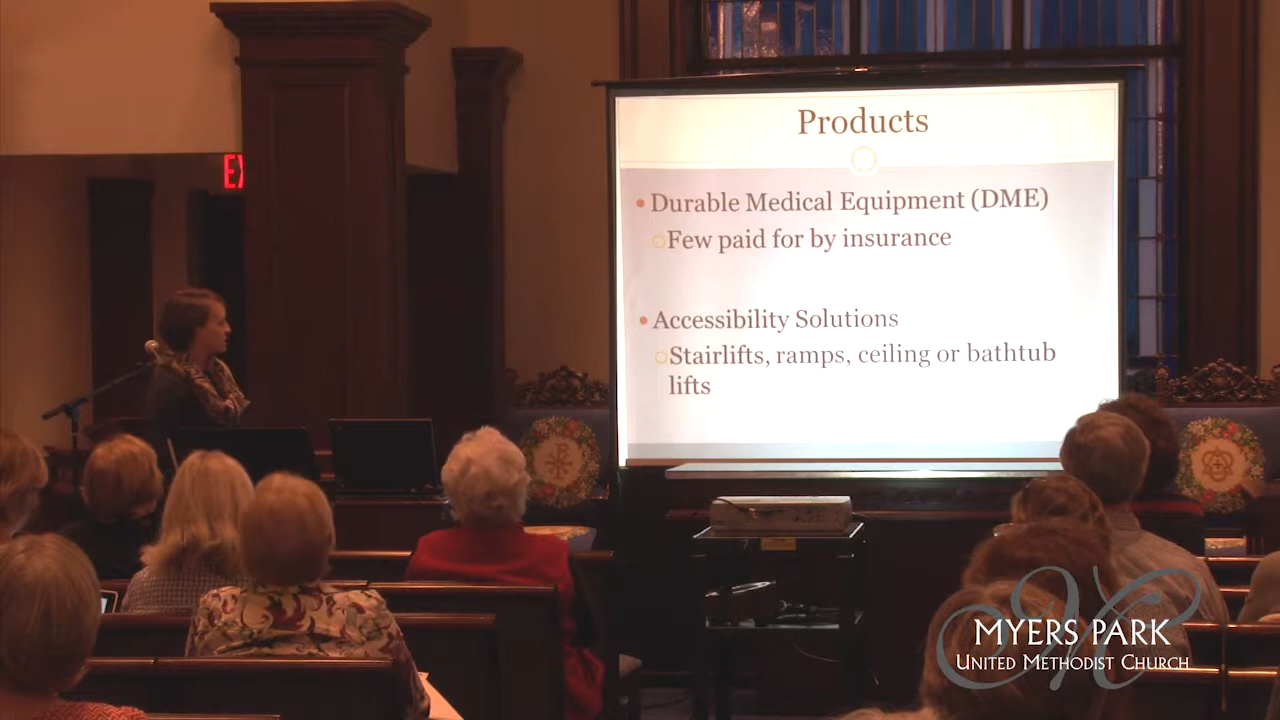 EX
Products
• Durable Medical Equipment (DME)
Few paid for by insurance
• Accessibility Solutions
Stairlifts, ramps, ceiling or bathtub
lifts
MYERS PARK
UNITED METHODIST CHURCH